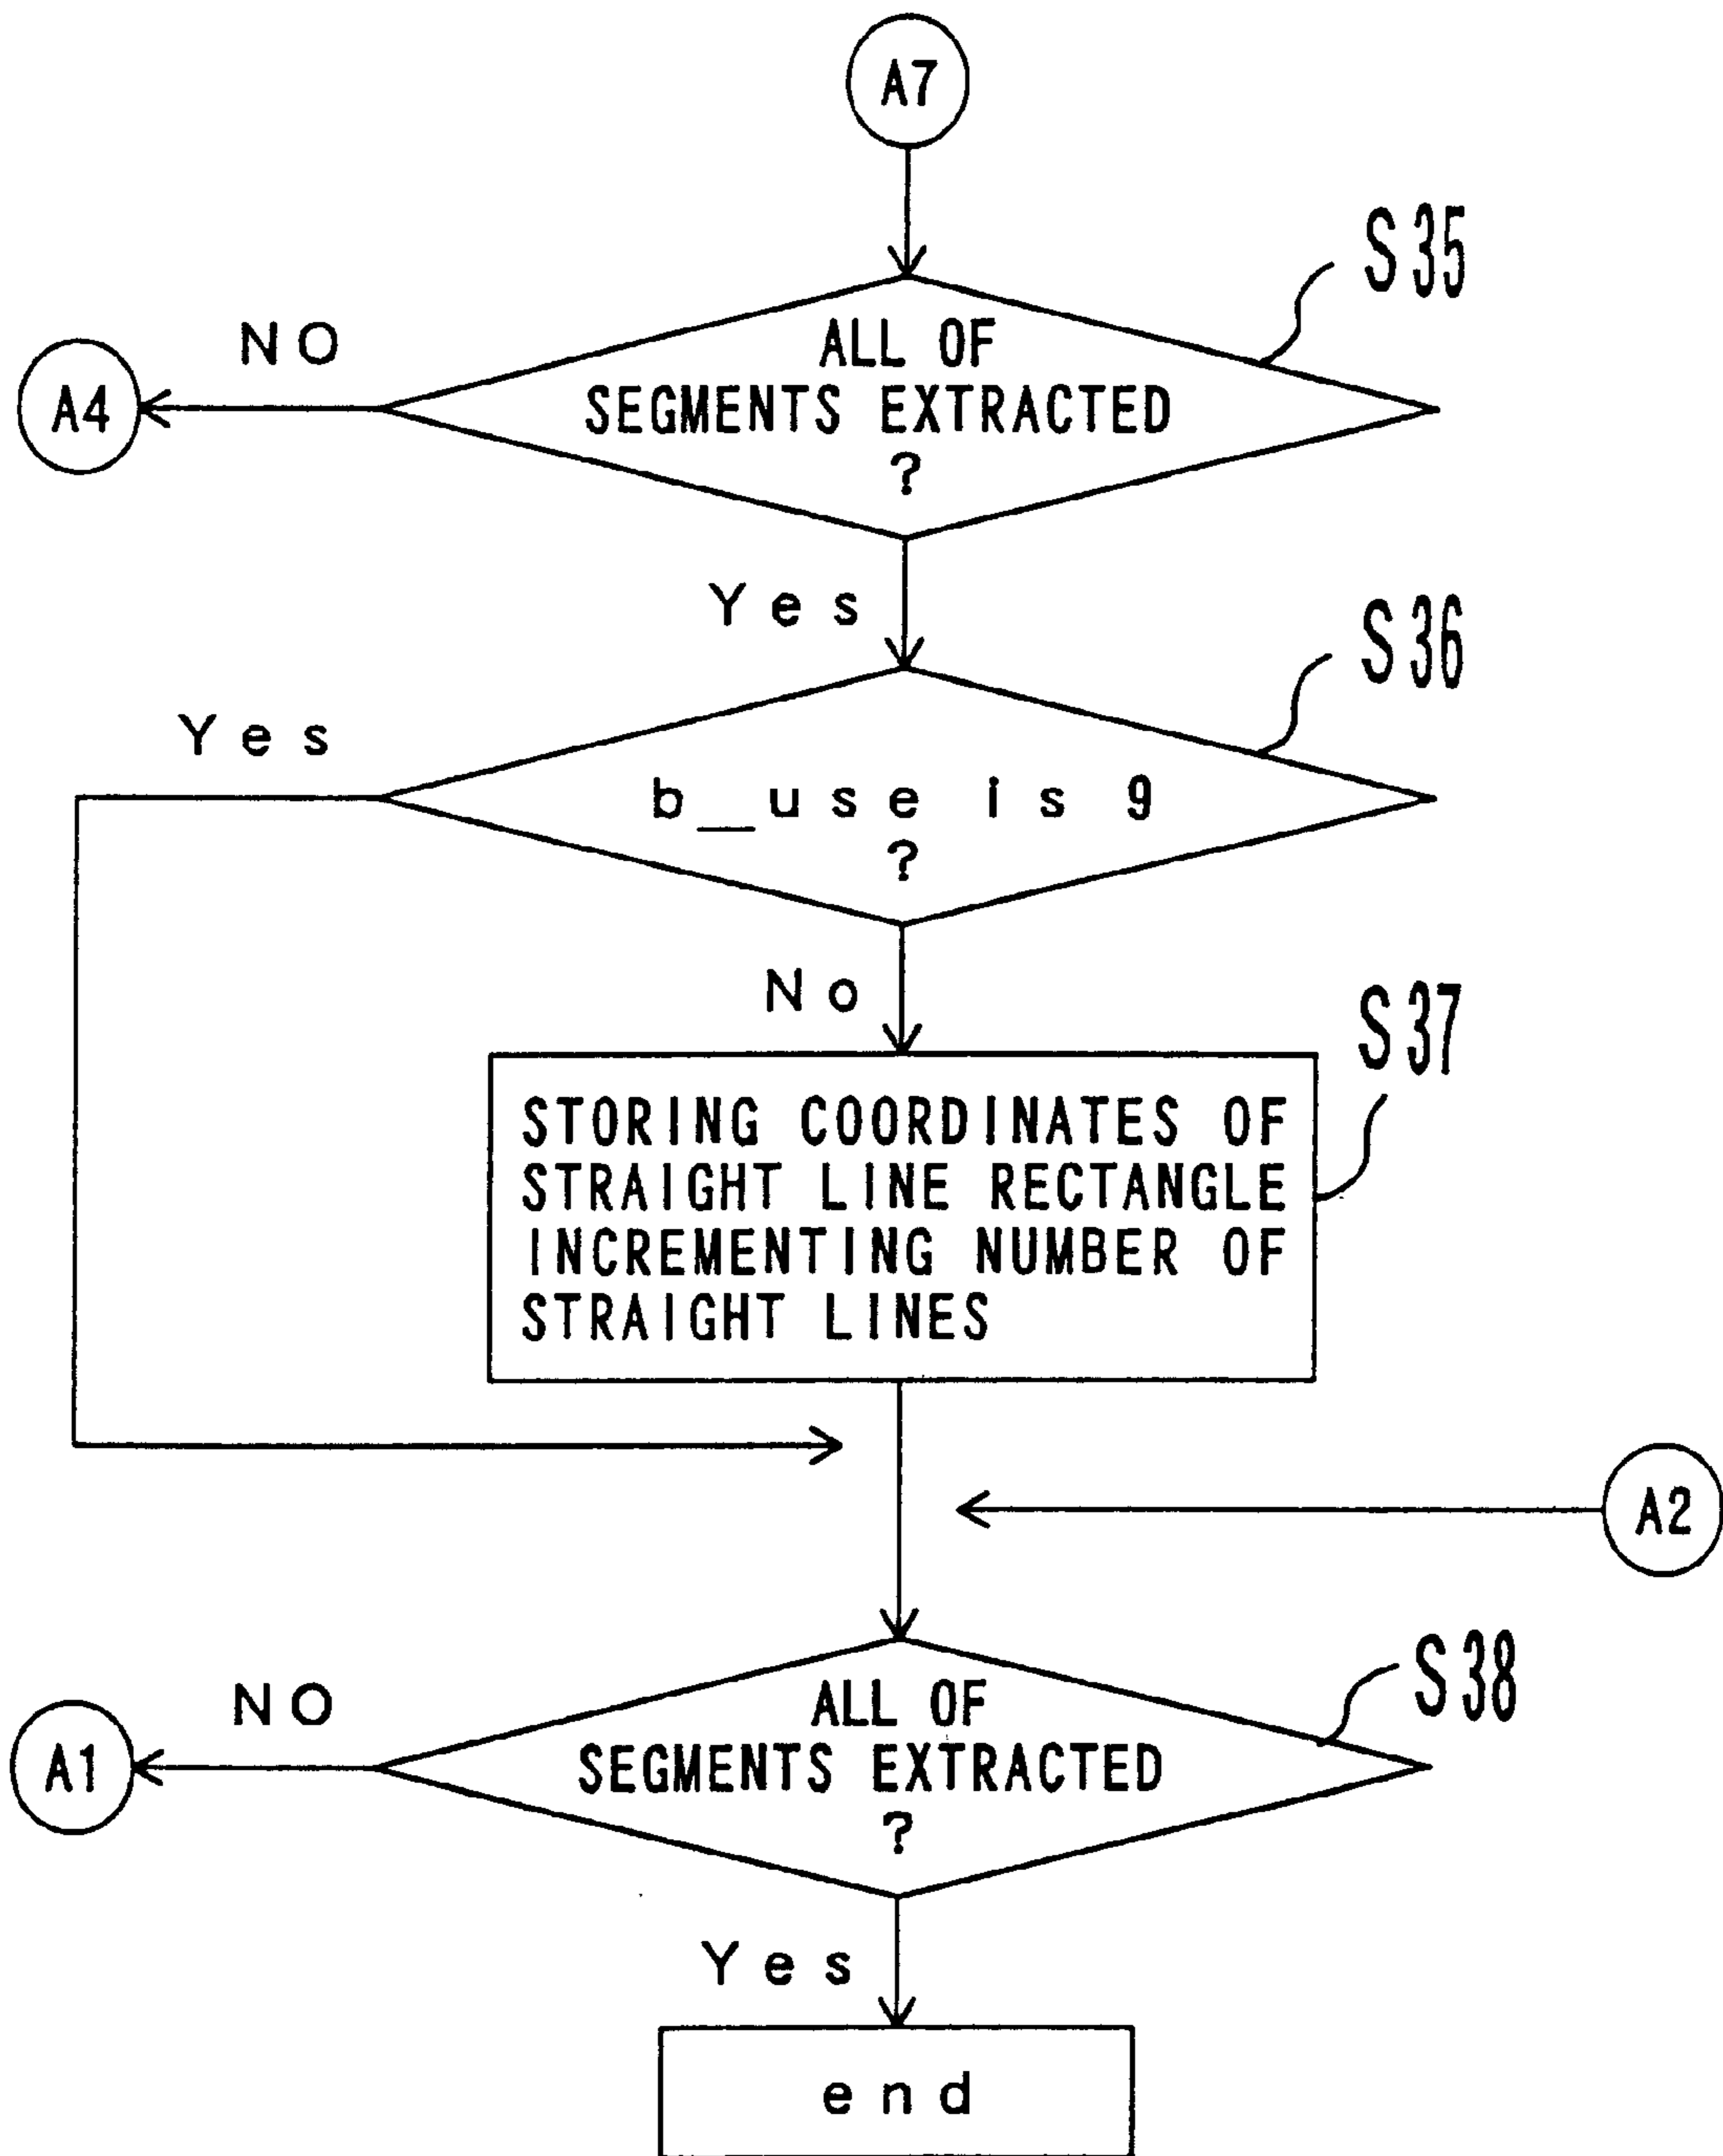 A7
S35
ALL OF
SEGMENTS EXTRACTED
?
NO
A4
Yes
S36
b_use is 9
?
Yes
No
S37
STORING COORDINATES OF
STRAIGHT LINE RECTANGLE
INCREMENTING NUMBER OF
STRAIGHT LINES
A2
S38
ALL OF
SEGMENTS EXTRACTED
?
NO
A1
Yes
end